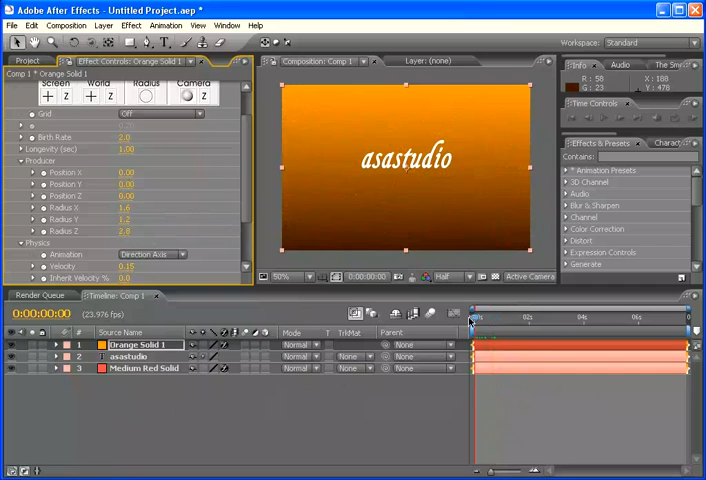 Adobe After Effects - Untitled Project.aep *
File Edit Composition Layer Effect Animation View Window Help
Workspace: Standard
Project Effect Controls: Orange Solid 1
Comp 1 * Orange Solid 1
Screen World Radius Camera
Z Z Z
Grid Off
Birth Rate 2.0
Longevity (sec) 1.00
Producer
Position X 0.00
Position Y 0.00
Position Z 0.00
Radius X 1.6
Radius Y 1.2
Radius Z 2.8
Physics
Animation Direction Axis
Velocity 0.15
Inherit Velocity % 0.0
Composition: Comp 1 Layer: (none)
asastudio
50% 0:00:00:00 Half Active Camera
Info Audio The Sme
R : 58 X : 188
G : 23 Y : 478
Time Controls
Effects & Presets Charac
Contains:
* Animation Presets
3D Channel
Audio
Blur & Sharpen
Channel
Color Correction
Distort
Expression Controls
Generate
Render Queue Timeline: Comp 1
0:00:00:00 (23.976 fps)
00s 02s 04s 06s 0
# Source Name Mode T TrkMat Parent
1 Orange Solid 1 Normal None
2 T asastudio Normal None None
3 Medium Red Solid Normal None None